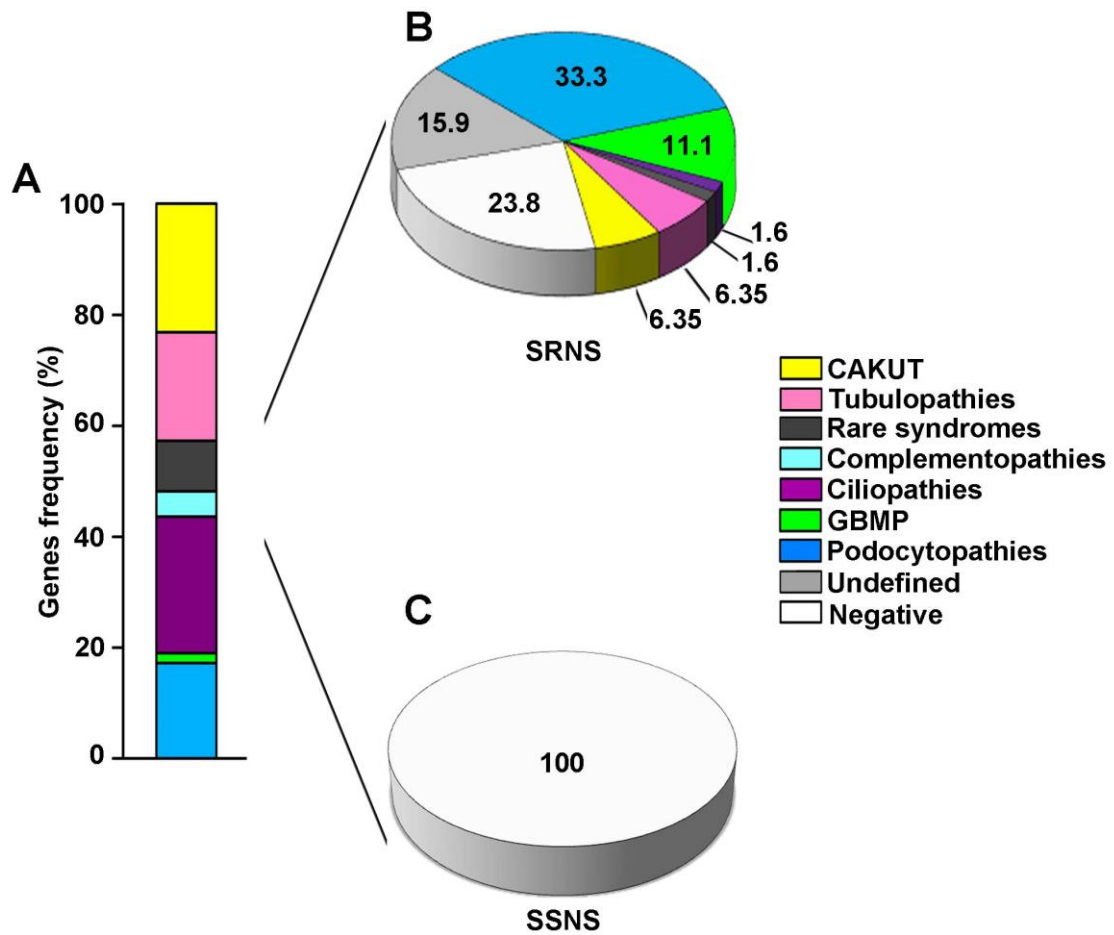 A
Genes frequency (%)
100
80
60
40
20
0
B
33.3
15.9
11.1
23.8
1.6
1.6
6.35
6.35
SRNS
CAKUT
Tubulopathies
Rare syndromes
Complementopathies
Ciliopathies
GBMP
Podocytopathies
Undefined
Negative
C
100
SSNS